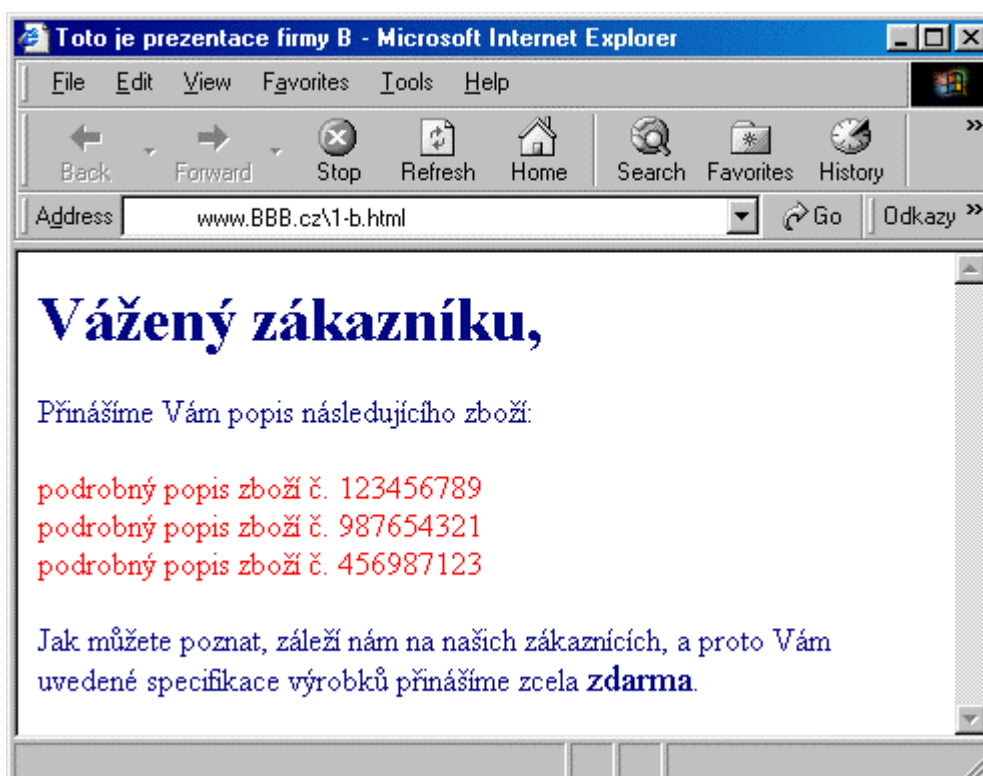 Toto je prezentace firmy B - Microsoft Internet Explorer
File Edit View Favorites Tools Help
Back Forward Stop Refresh Home Search Favorites History »
Address www.BBB.cz\1-b.html Go Odkazy »
Vážený zákazníku,
Přinášíme Vám popis následujícího zboží:
podrobný popis zboží č. 123456789
podrobný popis zboží č. 987654321
podrobný popis zboží č. 456987123
Jak můžete poznat, záleží nám na našich zákaznících, a proto Vám
uvedené specifikace výrobků přinášíme zcela zdarma.